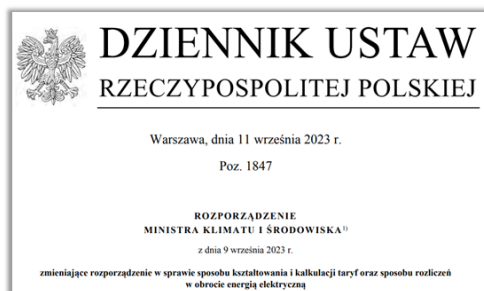 DZIENNIK USTAW
RZECZYPOSPOLITEJ POLSKIEJ
Warszawa, dnia 11 września 2023 r.
Poz. 1847
ROZPORZĄDZENIE
MINISTRA KLIMATU I ŚRODOWISKA¹⁾
z dnia 9 września 2023 r.
zmieniające rozporządzenie w sprawie sposobu kształtowania i kalkulacji taryf oraz sposobu rozliczeń
w obrocie energią elektryczną